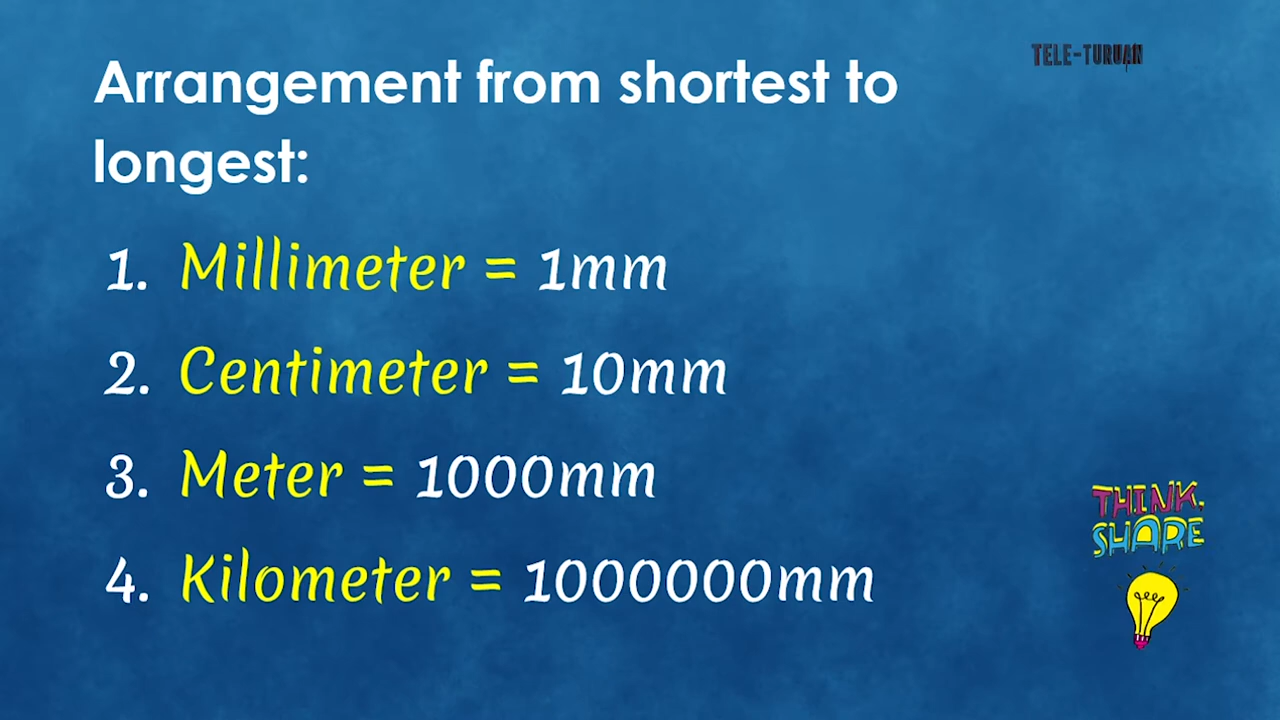 TELE-TURUAN
Arrangement from shortest to
longest:
1. Millimeter = 1mm
2. Centimeter = 10mm
3. Meter = 1000mm
4. Kilometer = 1000000mm
THINK,
SHARE